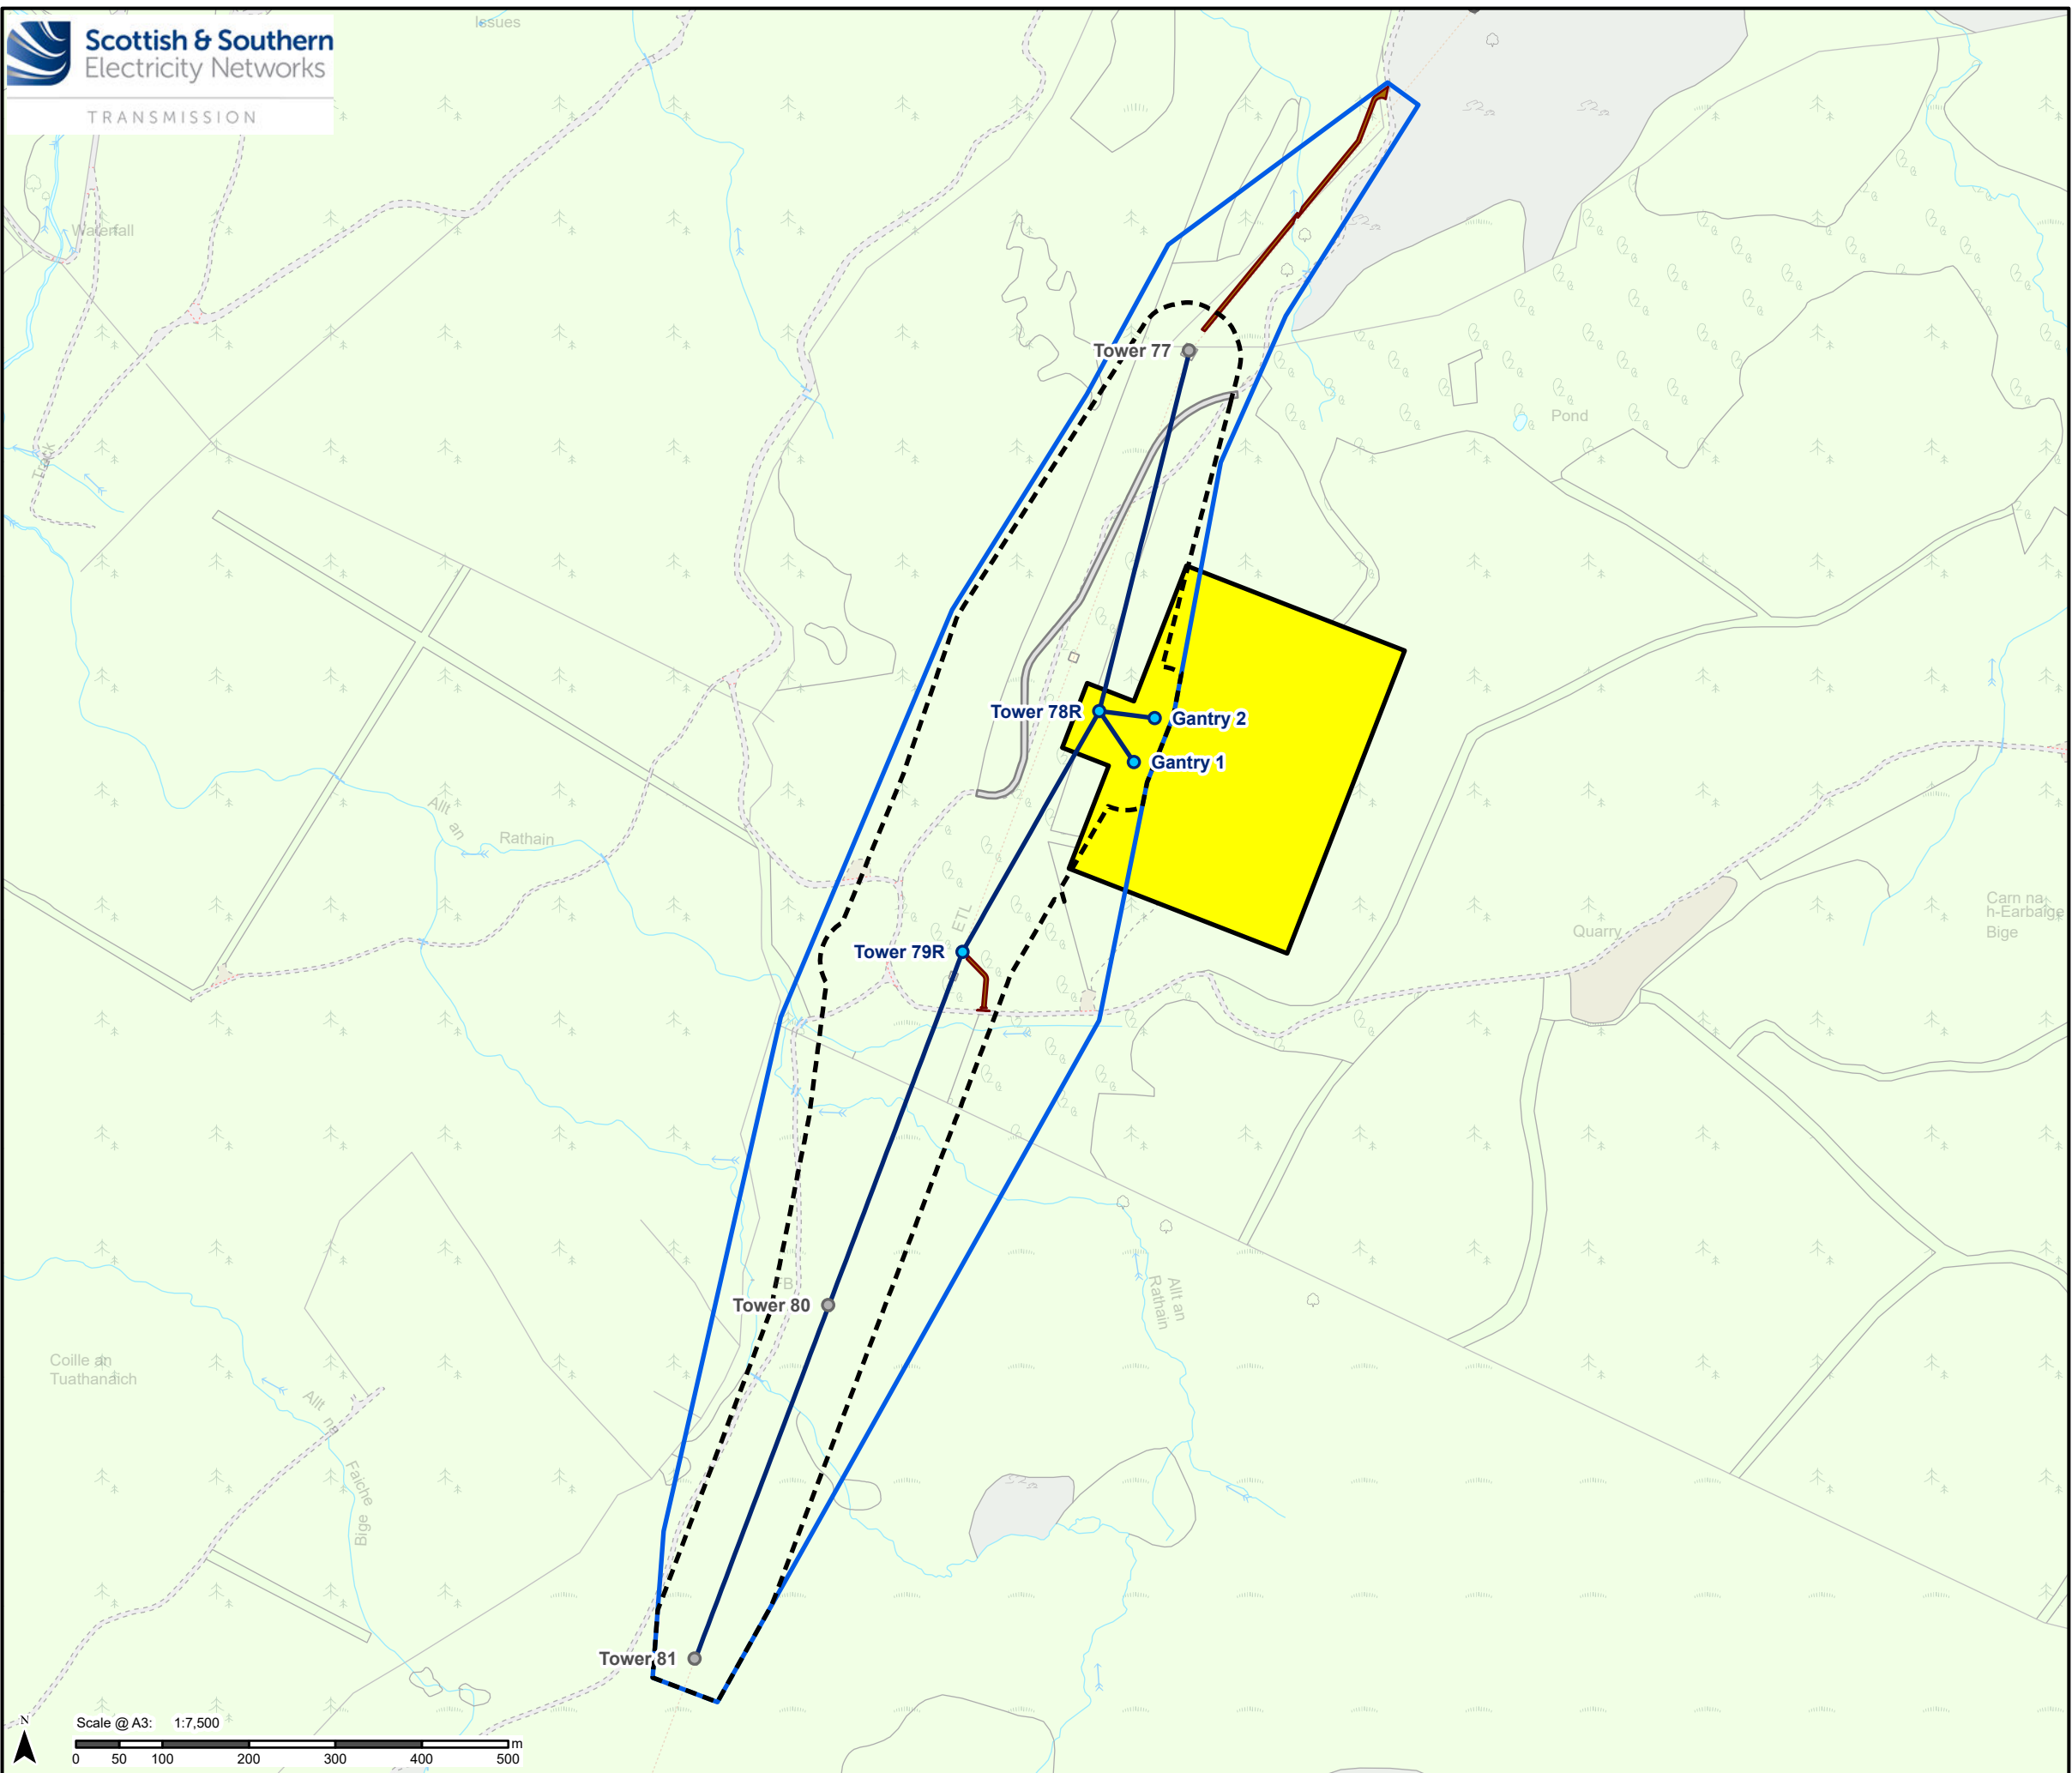 Scottish & Southern
Electricity Networks
TRANSMISSION
Issues
Waterfall
Track
Tower 77
Pond
Tower 78R
Gantry 2
Gantry 1
Allt an
Rathain
ETL
Tower 79R
Quarry
Carn na
h-Earbaige
Bige
FB
Tower 80
Allt an
Rathain
Coille an
Tuathanaich
Allt na
Faiche
Bige
Tower 81
N
Scale @ A3: 1:7,500
0 50 100 200 300 400 500 m